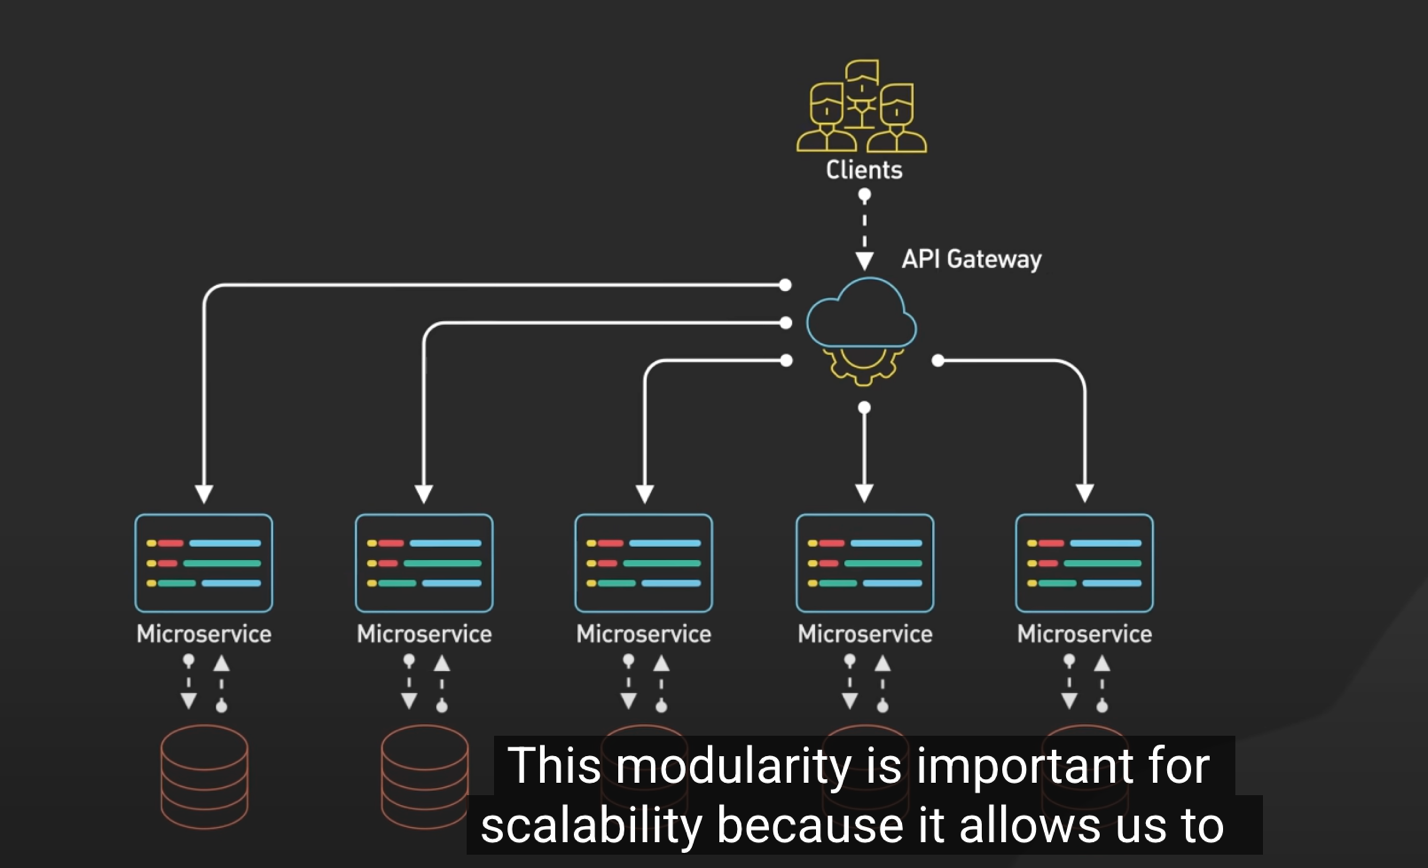 Clients
API Gateway
Microservice
Microservice
Microservice
Microservice
Microservice
This modularity is important for
scalability because it allows us to